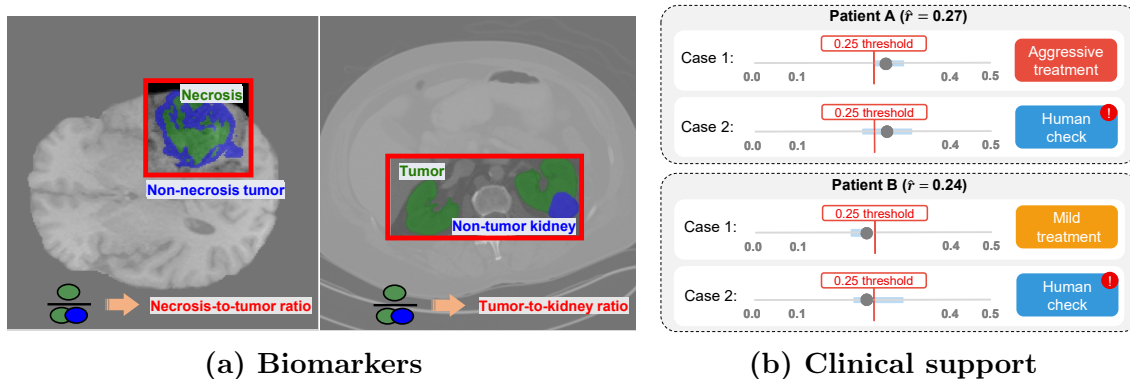 Necrosis
Non-necrosis tumor
Necrosis-to-tumor ratio
Tumor
Non-tumor kidney
Tumor-to-kidney ratio
(a) Biomarkers
Patient A (r̂ = 0.27)
Case 1:
0.25 threshold
0.0 0.1 0.4 0.5
Aggressive
treatment
Case 2:
0.25 threshold
0.0 0.1 0.4 0.5
Human
check
!
Patient B (r̂ = 0.24)
Case 1:
0.25 threshold
0.0 0.1 0.4 0.5
Mild
treatment
Case 2:
0.25 threshold
0.0 0.1 0.4 0.5
Human
check
!
(b) Clinical support